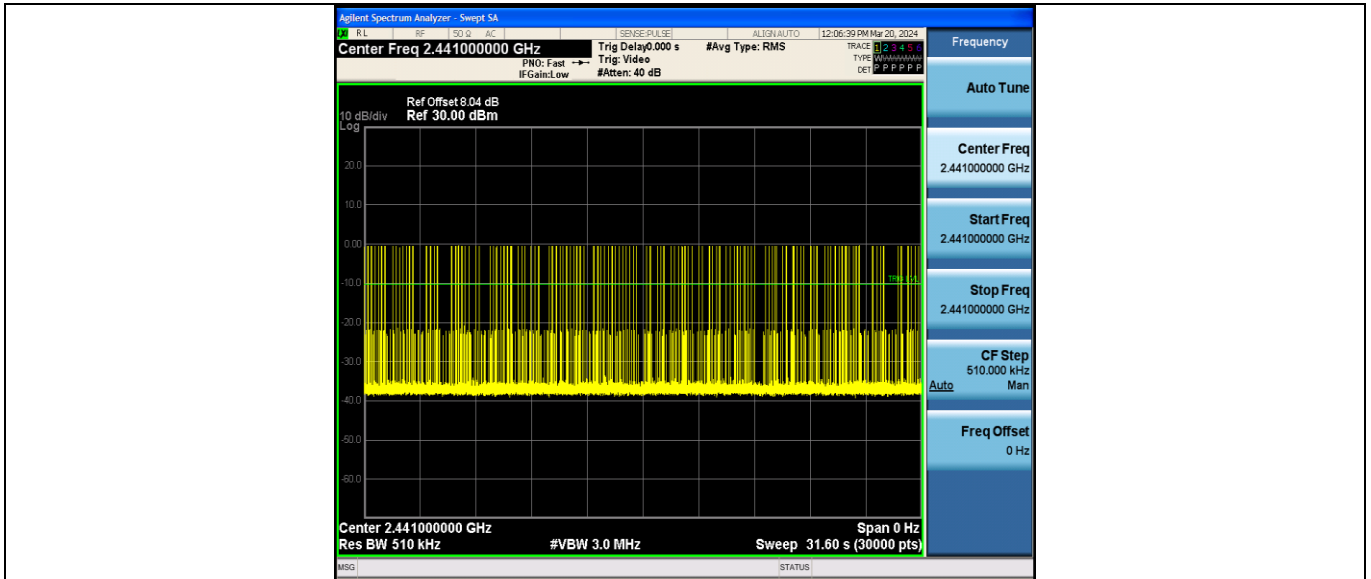 Agilent Spectrum Analyzer - Swept SA
LXI RL RF 50 Ω AC SENSE:PULSE ALIGN AUTO 12:06:39 PM Mar 20, 2024
Center Freq 2.441000000 GHz
PNO: Fast
IFGain:Low
Trig Delay0.000 s
Trig: Video
#Atten: 40 dB
#Avg Type: RMS
TRACE 1 2 3 4 5 6
TYPE
DET P P P P P P
Frequency
Auto Tune
Center Freq
2.441000000 GHz
Start Freq
2.441000000 GHz
Stop Freq
2.441000000 GHz
CF Step
510.000 kHz
Auto Man
Freq Offset
0 Hz
Ref Offset 8.04 dB
10 dB/div Ref 30.00 dBm
Log
20.0
10.0
0.00
-10.0
-20.0
-30.0
-40.0
-50.0
-60.0
Center 2.441000000 GHz Span 0 Hz
Res BW 510 kHz #VBW 3.0 MHz Sweep 31.60 s (30000 pts)
MSG STATUS